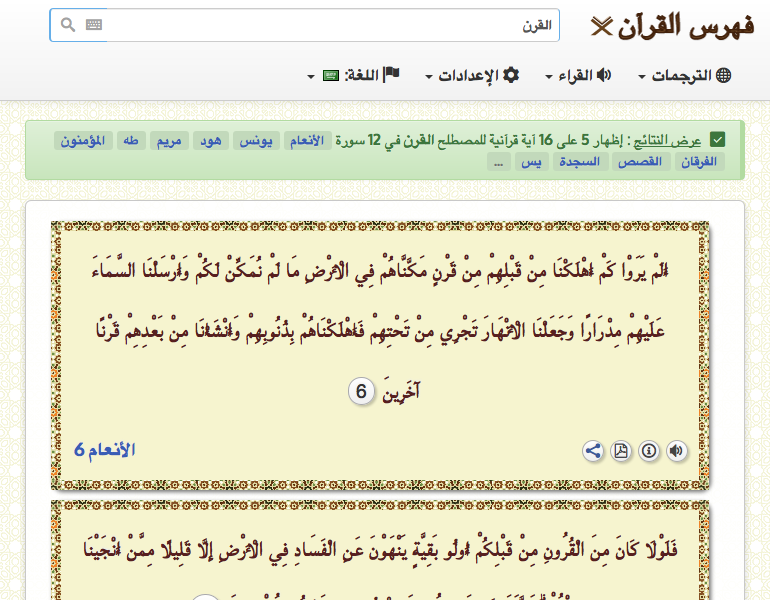 فهرس القرآن
القرن
الترجمات القراء الإعدادات اللغة:
عرض النتائج : إظهار 5 على 16 آية قرآنية للمصطلح القرن في 12 سورة الأنعام يونس هود مريم طه المؤمنون
الفرقان القصص السجدة يس ...
أَلَمْ يَرَوْا كَمْ أَهْلَكْنَا مِنْ قَبْلِهِمْ مِنْ قَرْنٍ مَكَّنَّاهُمْ فِي الْأَرْضِ مَا لَمْ نُمَكِّنْ لَكُمْ وَأَرْسَلْنَا السَّمَاءَ
عَلَيْهِمْ مِدْرَارًا وَجَعَلْنَا الْأَنْهَارَ تَجْرِي مِنْ تَحْتِهِمْ فَأَهْلَكْنَاهُمْ بِذُنُوبِهِمْ وَأَنْشَأْنَا مِنْ بَعْدِهِمْ قَرْنًا
آخَرِينَ 6
الأنعام 6
فَلَوْلَا كَانَ مِنَ الْقُرُونِ مِنْ قَبْلِكُمْ أُولُو بَقِيَّةٍ يَنْهَوْنَ عَنِ الْفَسَادِ فِي الْأَرْضِ إِلَّا قَلِيلًا مِمَّنْ أَنْجَيْنَا